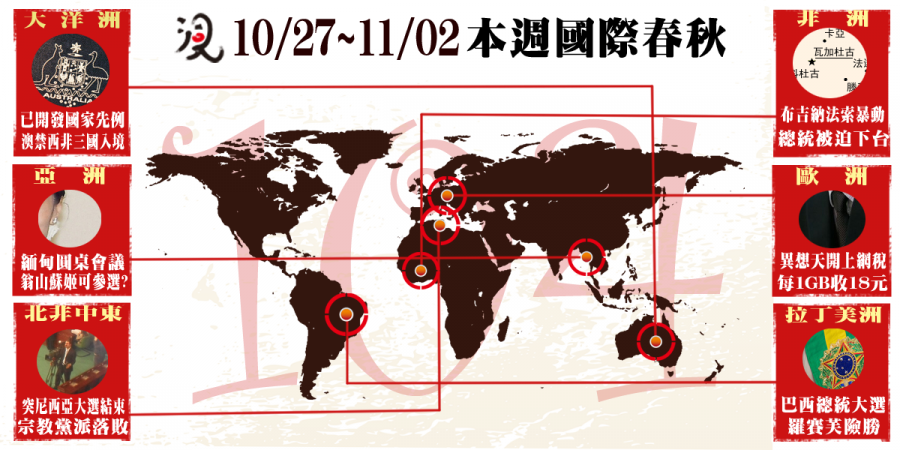 10/27~11/02 本週國際春秋
大洋洲
AUSTRALIA
已開發國家先例
澳禁西非三國入境
亞洲
緬甸圓桌會議
翁山蘇姬可參選?
北非中東
突尼西亞大選結束
宗教黨派落敗
非洲
卡亞
瓦加杜古
科杜古
布吉納法索暴動
總統被迫下台
歐洲
異想天開上網稅
每1GB收18元
拉丁美洲
巴西總統大選
羅賽芙險勝
104